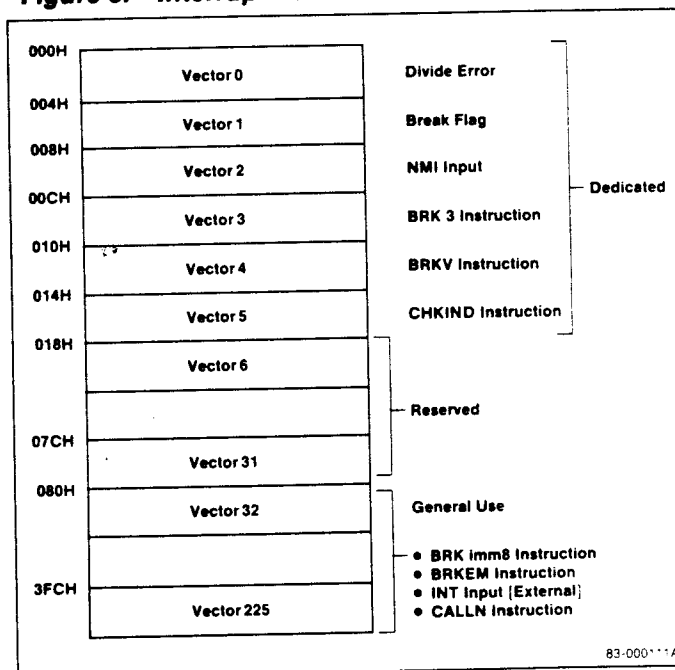 000H
Vector 0
Divide Error
004H
Vector 1
Break Flag
008H
Vector 2
NMI Input
Dedicated
00CH
Vector 3
BRK 3 Instruction
010H
Vector 4
BRKV Instruction
014H
Vector 5
CHKIND Instruction
018H
Vector 6
Reserved
07CH
Vector 31
080H
Vector 32
General Use
• BRK imm8 Instruction
• BRKEM Instruction
• INT Input [External]
• CALLN Instruction
3FCH
Vector 225